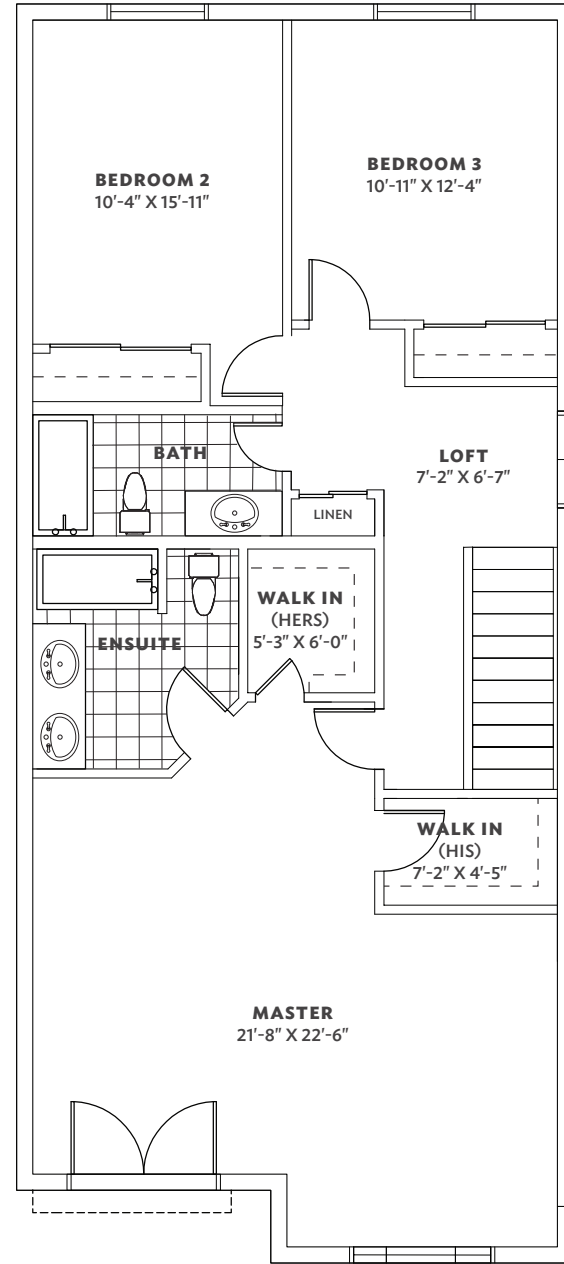 BEDROOM 2
10'-4" X 15'-11"
BEDROOM 3
10'-11" X 12'-4"
BATH
LOFT
7'-2" X 6'-7"
LINEN
WALK IN
(HERS)
5'-3" X 6'-0"
ENSUITE
WALK IN
(HIS)
7'-2" X 4'-5"
MASTER
21'-8" X 22'-6"